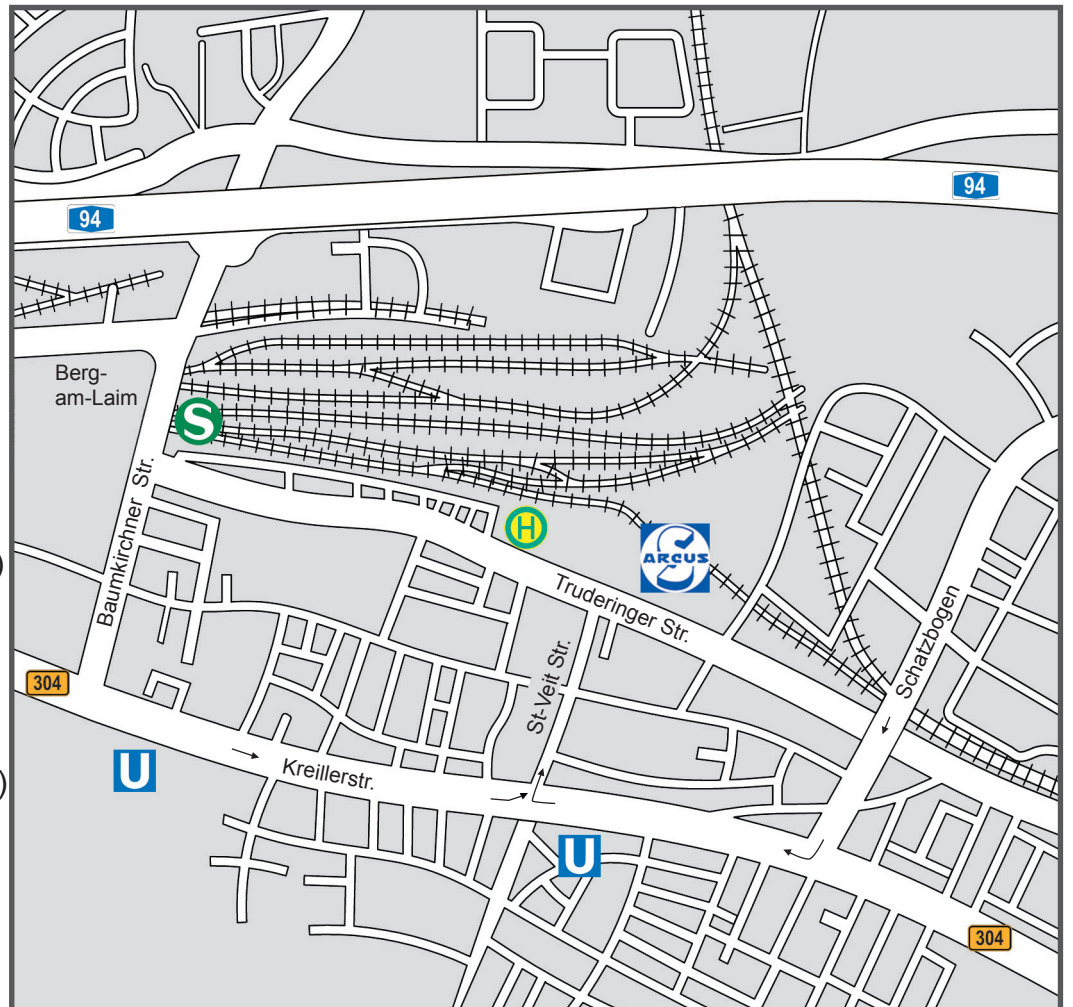 94
94
Berg-
am-Laim
S
H
ARCUS
S
Baumkirchner Str.
Truderinger Str.
)
Schatzbogen
St-Veit Str.
304
U
)
Kreillerstr.
U
304